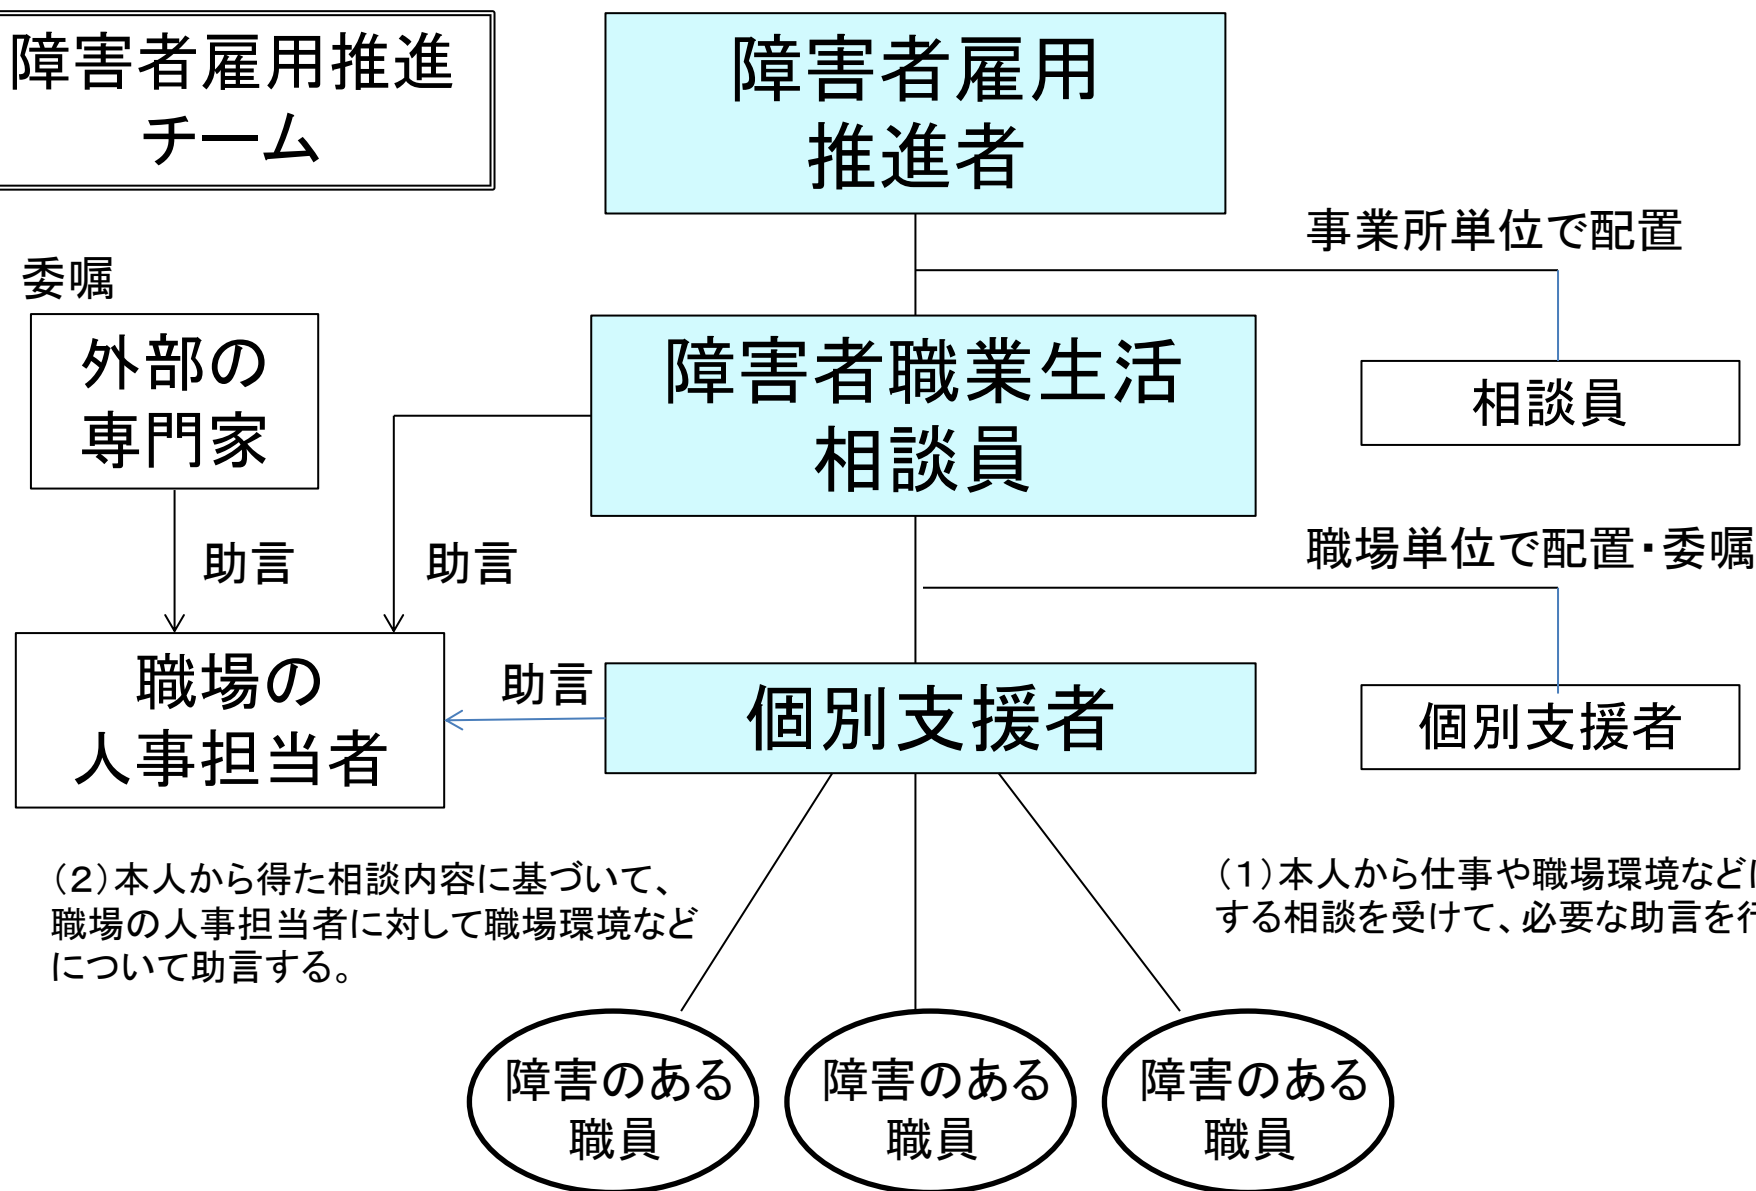 障害者雇用推進
チーム
障害者雇用
推進者
事業所単位で配置
委嘱
外部の
専門家
障害者職業生活
相談員
相談員
助言
助言
職場単位で配置・委嘱
職場の
人事担当者
助言
個別支援者
個別支援者
(2)本人から得た相談内容に基づいて、
職場の人事担当者に対して職場環境など
について助言する。
(1)本人から仕事や職場環境など
する相談を受けて、必要な助言を
障害のある
職員
障害のある
職員
障害のある
職員